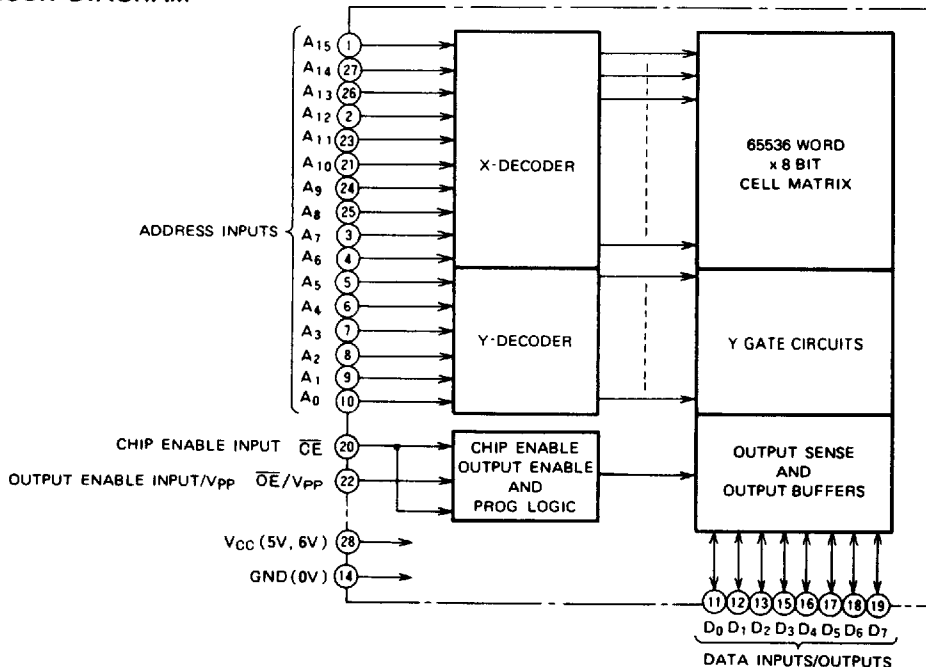 DIAGRAM
A15 1
A14 27
A13 26
A12 2
A11 23
A10 21
A9 24
A8 25
A7 3
A6 4
A5 5
A4 6
A3 7
A2 8
A1 9
A0 10
ADDRESS INPUTS
X-DECODER
65536 WORD
x 8 BIT
CELL MATRIX
Y-DECODER
Y GATE CIRCUITS
CHIP ENABLE INPUT C̅E̅ 20
OUTPUT ENABLE INPUT/VPP O̅E̅/VPP 22
CHIP ENABLE
OUTPUT ENABLE
AND
PROG LOGIC
OUTPUT SENSE
AND
OUTPUT BUFFERS
VCC (5V, 6V) 28
GND (0V) 14
11 12 13 15 16 17 18 19
D0 D1 D2 D3 D4 D5 D6 D7
DATA INPUTS/OUTPUTS